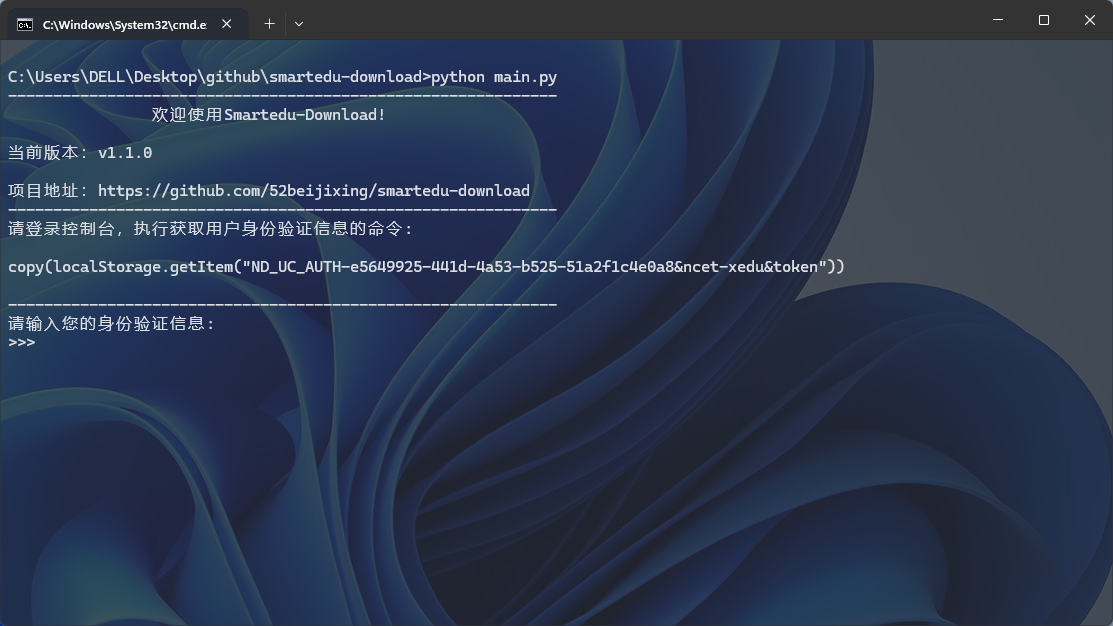 C:\Windows\System32\cmd.e
C:\Users\DELL\Desktop\github\smartedu-download>python main.py
-------------------------------------------------------------
欢迎使用Smartedu-Download!
当前版本：v1.1.0
项目地址：https://github.com/52beijixing/smartedu-download
-------------------------------------------------------------
请登录控制台，执行获取用户身份验证信息的命令：
copy(localStorage.getItem("ND_UC_AUTH-e5649925-441d-4a53-b525-51a2f1c4e0a8&ncet-xedu&token"))
-------------------------------------------------------------
请输入您的身份验证信息：
>>>